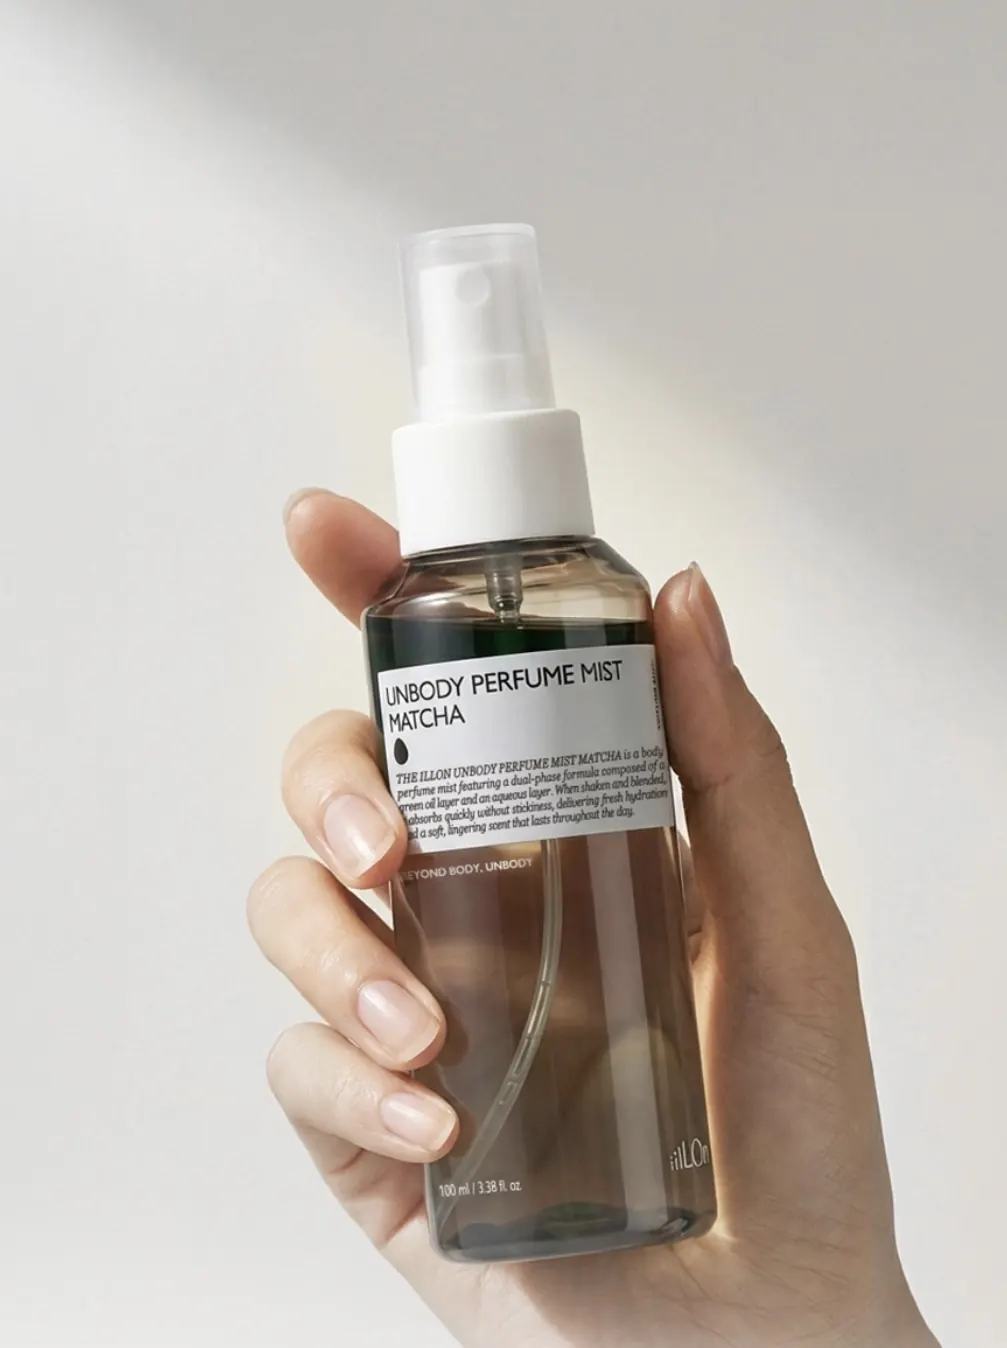 UNBODY PERFUME MIST
MATCHA
THE ILLON UNBODY PERFUME MIST MATCHA is a body
perfume mist featuring a dual-phase formula composed of a
green oil layer and an aqueous layer. When shaken and blended,
absorbs quickly without stickiness, delivering fresh hydration
a soft, lingering scent that lasts throughout the day.
EYOND BODY, UNBODY
100 ml / 3.38 fl. oz.
iilLOn